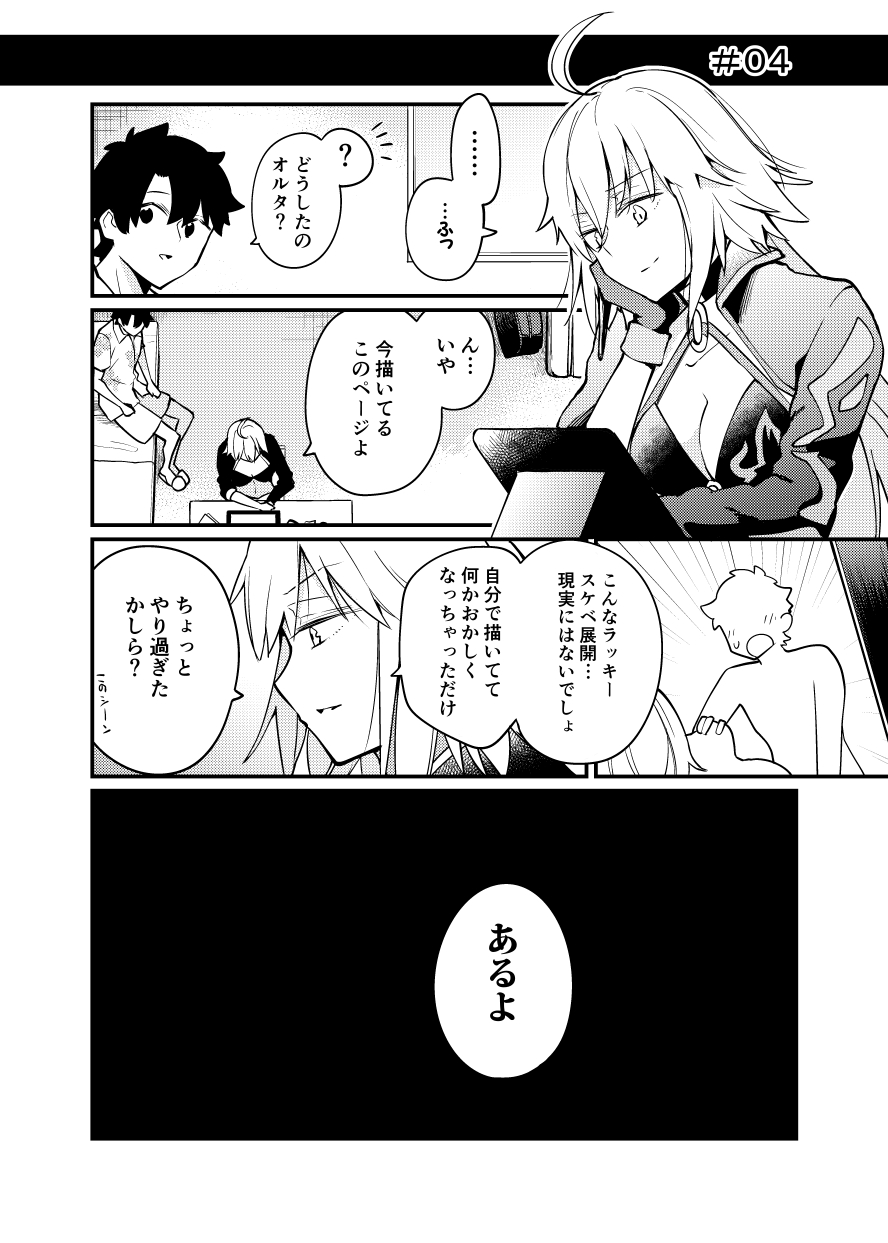 #04
……
…ふっ
?
どうしたの
オルタ?
ん…
いや
今描いてる
このページよ
こんなラッキー
スケベ展開…
現実にはないでしょ
自分で描いてて
何かおかしく
なっちゃっただけ
ちょっと
やり過ぎた
かしら?
このシーン
あるよ